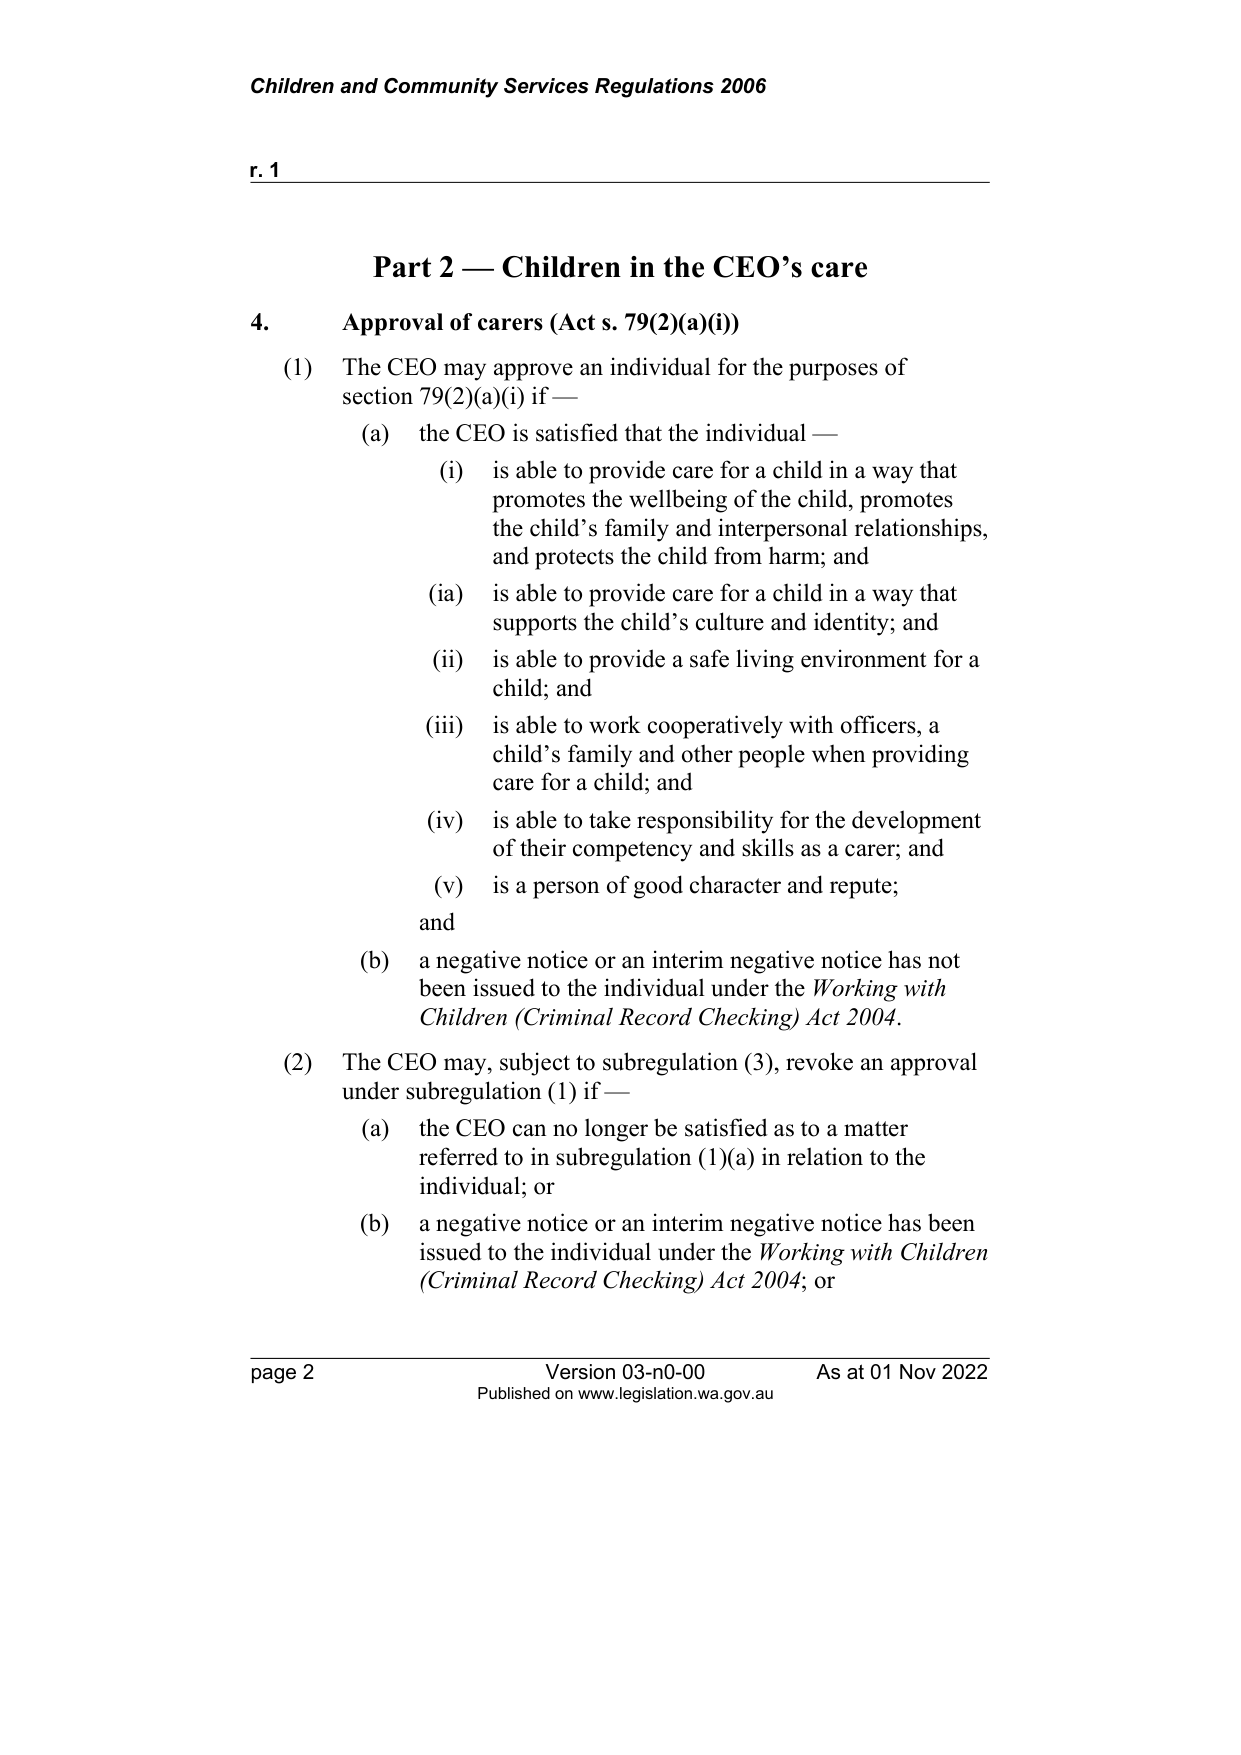 Children and Community Services Regulations 2006
r. 1
Part 2 — Children in the CEO’s care
4. Approval of carers (Act s. 79(2)(a)(i))
(1) The CEO may approve an individual for the purposes of
section 79(2)(a)(i) if —
(a) the CEO is satisfied that the individual —
(i) is able to provide care for a child in a way that
promotes the wellbeing of the child, promotes
the child’s family and interpersonal relationships,
and protects the child from harm; and
(ia) is able to provide care for a child in a way that
supports the child’s culture and identity; and
(ii) is able to provide a safe living environment for a
child; and
(iii) is able to work cooperatively with officers, a
child’s family and other people when providing
care for a child; and
(iv) is able to take responsibility for the development
of their competency and skills as a carer; and
(v) is a person of good character and repute;
and
(b) a negative notice or an interim negative notice has not
been issued to the individual under the Working with
Children (Criminal Record Checking) Act 2004.
(2) The CEO may, subject to subregulation (3), revoke an approval
under subregulation (1) if —
(a) the CEO can no longer be satisfied as to a matter
referred to in subregulation (1)(a) in relation to the
individual; or
(b) a negative notice or an interim negative notice has been
issued to the individual under the Working with Children
(Criminal Record Checking) Act 2004; or
page 2 Version 03-n0-00 As at 01 Nov 2022
Published on www.legislation.wa.gov.au